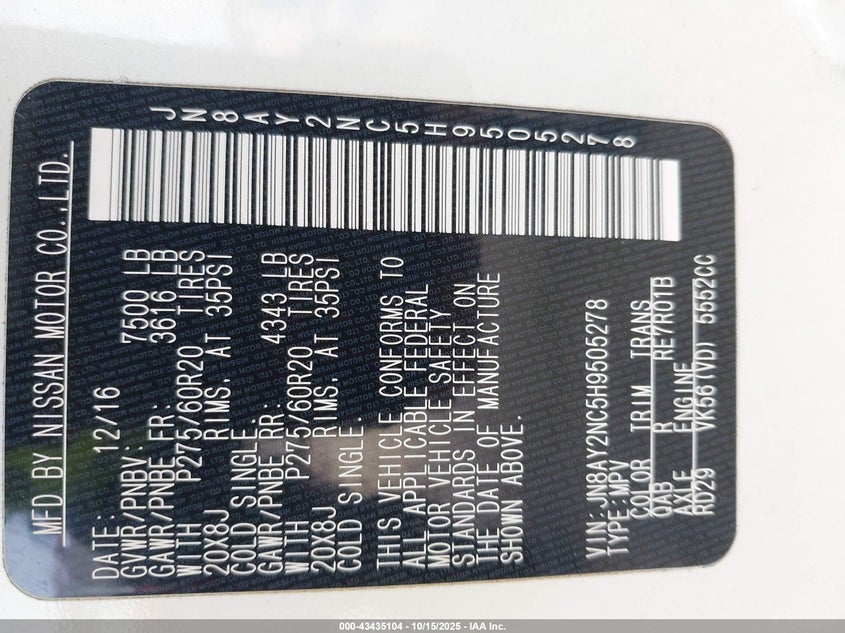 MFD BY NISSAN MOTOR CO.,LTD.
JN8AY2NC5H9505278
DATE: 12/16
GVWR/PNBV: 7500 LB
GAWR/PNBE FR: 3616 LB
WITH P275/60R20 TIRES
20X8J RIMS, AT 35PSI
COLD SINGLE.
GAWR/PNBE RR: 4343 LB
WITH P275/60R20 TIRES
20X8J RIMS, AT 35PSI
COLD SINGLE.
THIS VEHICLE CONFORMS TO
ALL APPLICABLE FEDERAL
MOTOR VEHICLE SAFETY
STANDARDS IN EFFECT ON
THE DATE OF MANUFACTURE
SHOWN ABOVE.
VIN: JN8AY2NC5H9505278
TYPE:MPV
COLOR TRIM TRANS
QAB R RE7/R01B
AXLE ENGINE
RD29 VK56(VD) 5552CC
000-43435104 - 10/15/2025 - IAA Inc.